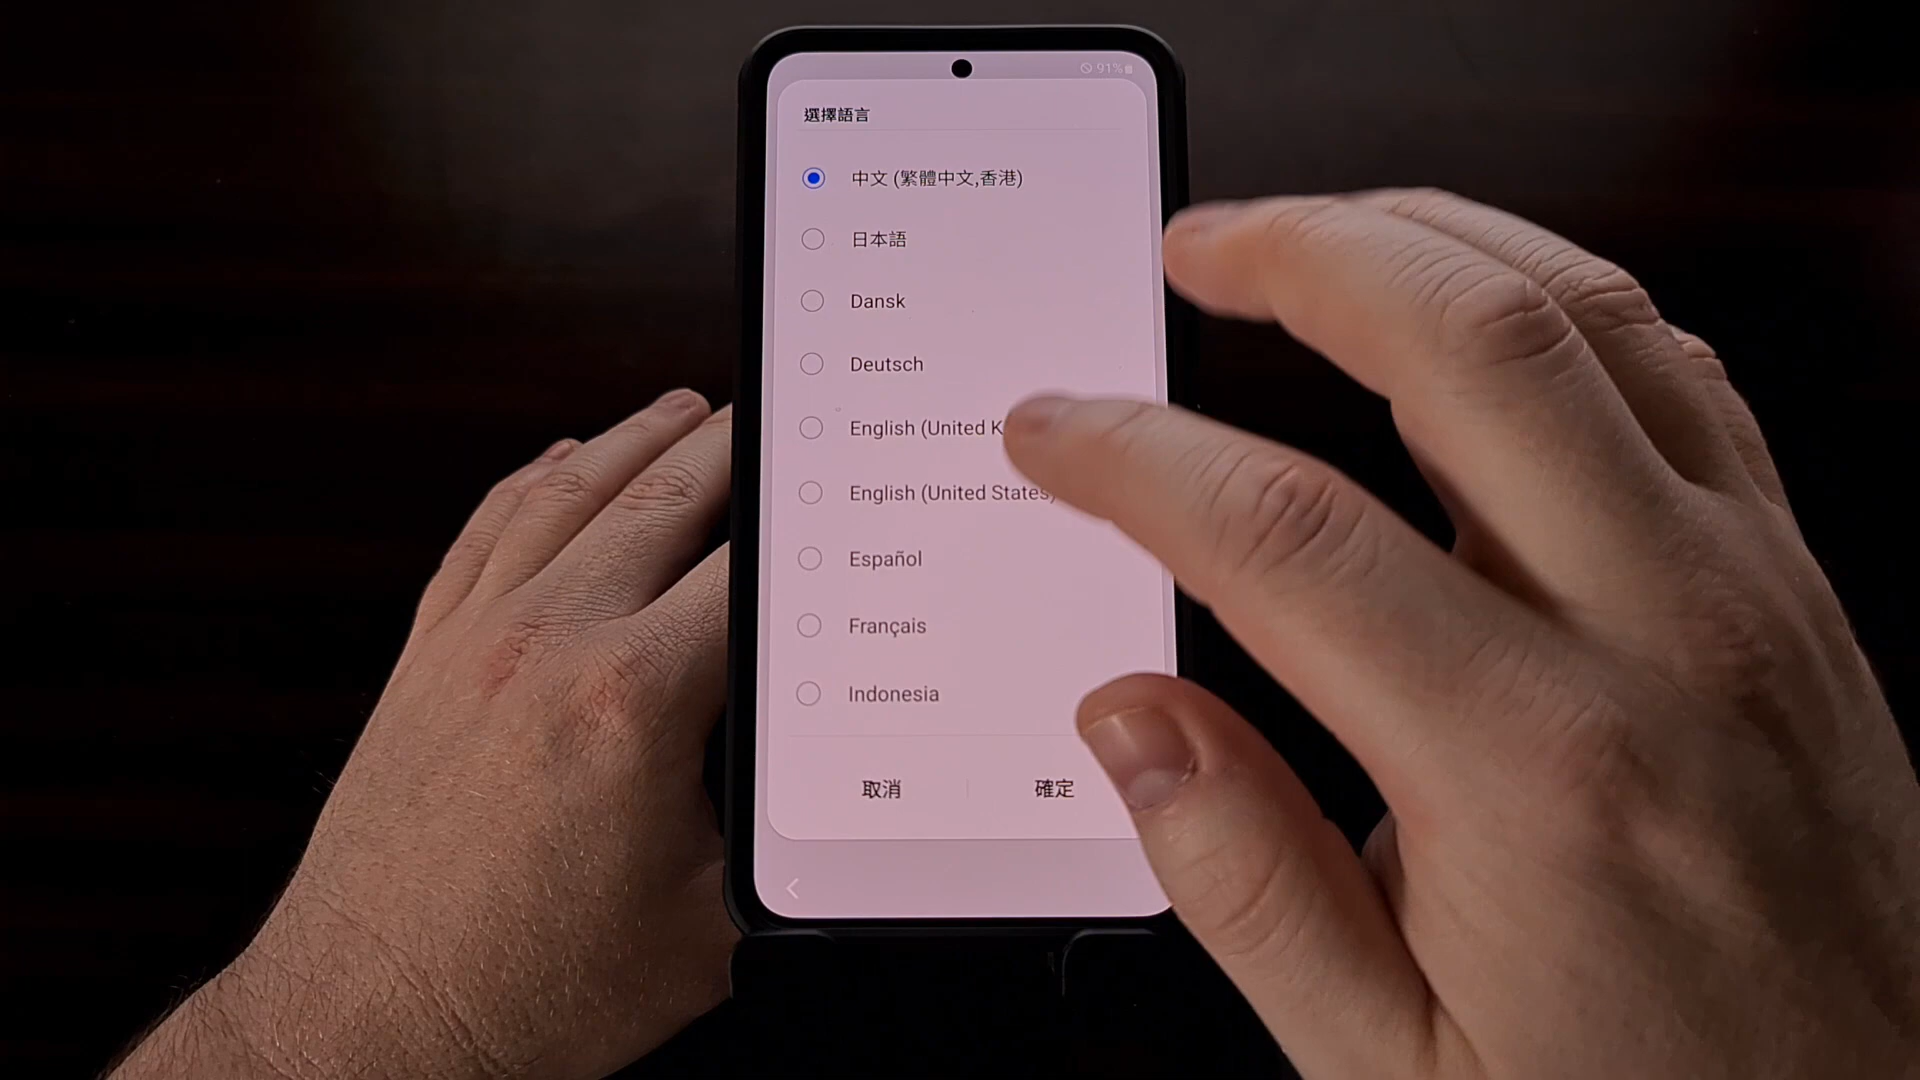 91%
選擇語言
中文 (繁體中文,香港)
日本語
Dansk
Deutsch
English (United
English (United States)
Español
Français
Indonesia
取消
確定